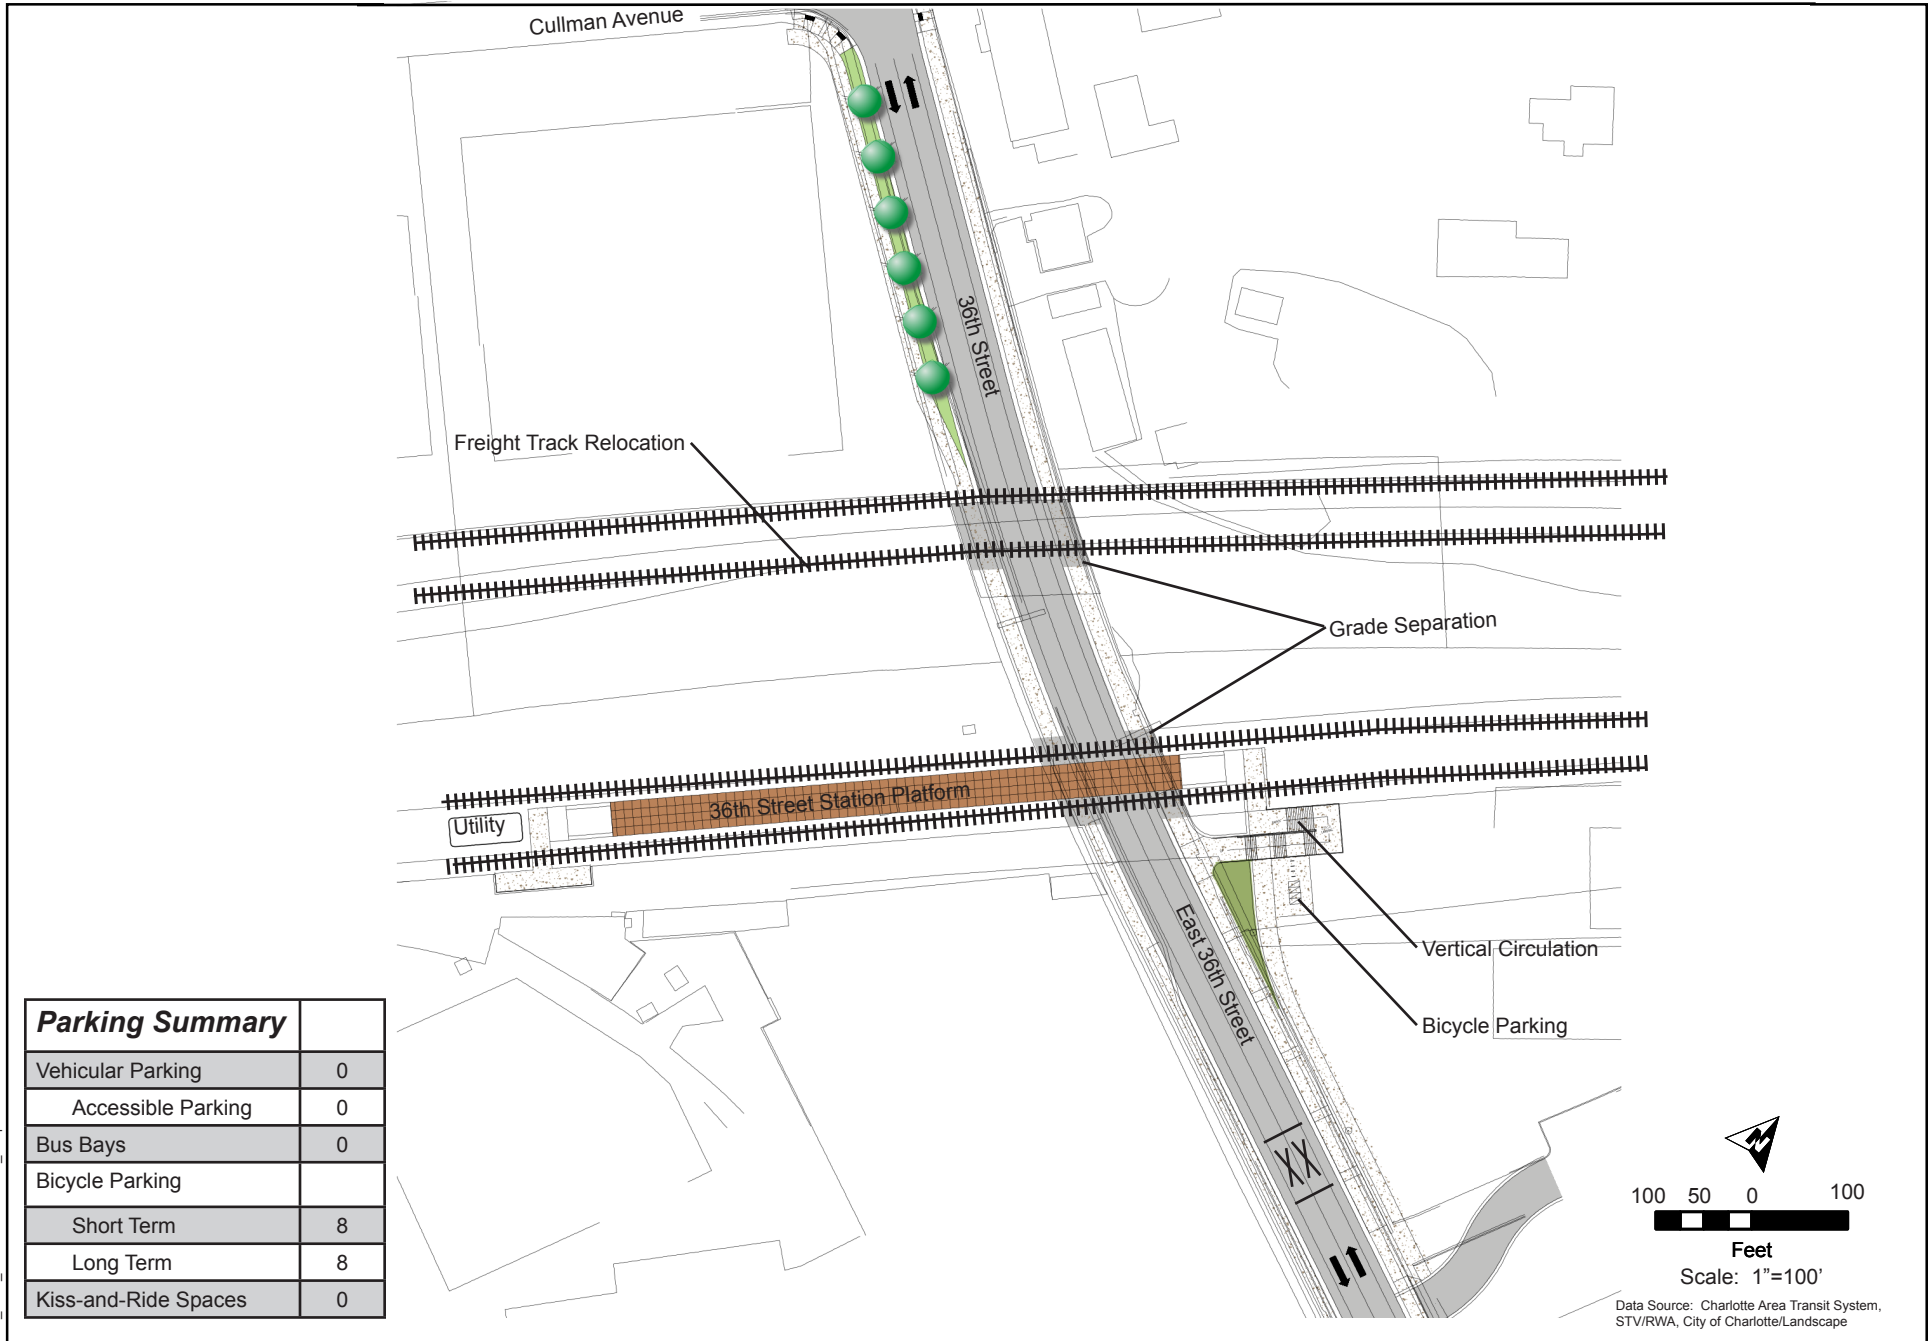 Cullman Avenue
36th Street
Freight Track Relocation
Grade Separation
36th Street Station Platform
Utility
East 36th Street
Vertical Circulation
Bicycle Parking
XX
Parking Summary
Vehicular Parking 0
Accessible Parking 0
Bus Bays 0
Bicycle Parking
Short Term 8
Long Term 8
Kiss-and-Ride Spaces 0
N
100 50 0 100
Feet
Scale: 1”=100’
Data Source: Charlotte Area Transit System,
STV/RWA, City of Charlotte/Landscape